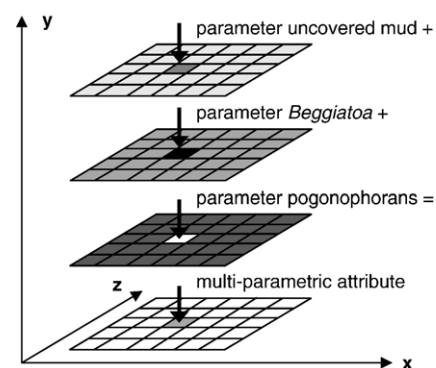 y
parameter uncovered mud +
parameter Beggiatoa +
parameter pogonophorans =
multi-parametric attribute
z
x